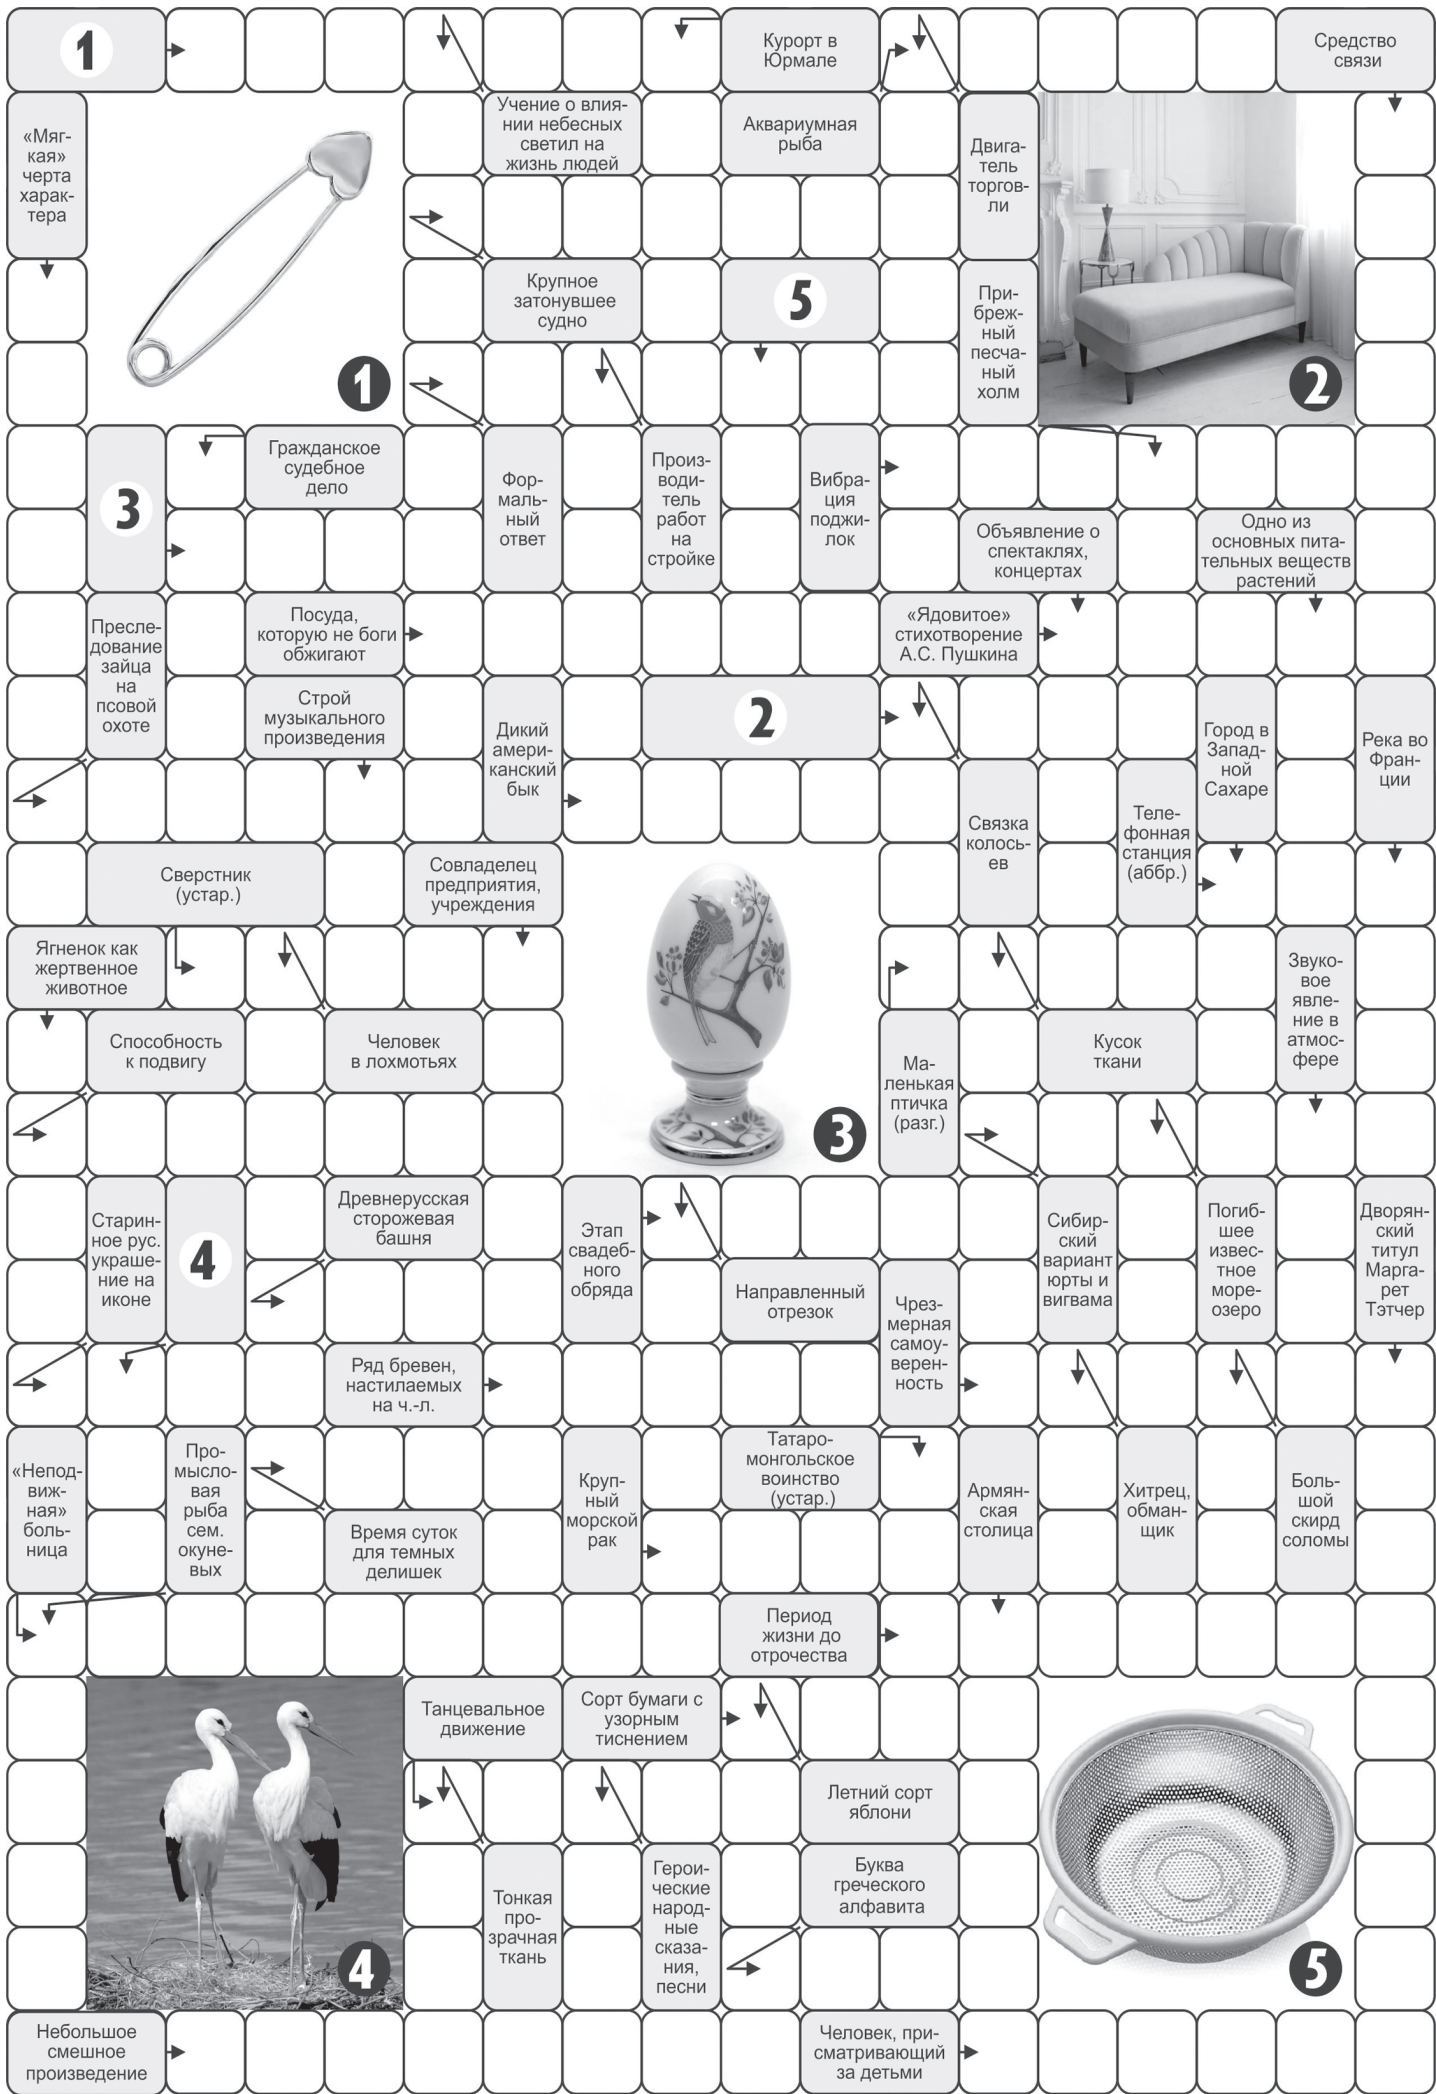 1
Курорт в
Юрмале
Средство
связи
«Мяг-
кая»
черта
харак-
тера
Учение о влия-
нии небесных
светил на
жизнь людей
Аквариумная
рыба
Двига-
тель
торгов-
ли
Крупное
затонувшее
судно
5
При-
бреж-
ный
песча-
ный
холм
1
2
3
Гражданское
судебное
дело
Фор-
маль-
ный
ответ
Произ-
води-
тель
работ
на
стройке
Вибра-
ция
поджи-
лок
Объявление о
спектаклях,
концертах
Одно из
основных пита-
тельных веществ
растений
Пресле-
дование
зайца
на
псовой
охоте
Посуда,
которую не боги
обжигают
«Ядовитое»
стихотворение
А.С. Пушкина
Строй
музыкального
произведения
Дикий
амери-
канский
бык
2
Город в
Запад-
ной
Сахаре
Река во
Фран-
ции
Связка
колось-
ев
Теле-
фонная
станция
(аббр.)
Сверстник
(устар.)
Совладелец
предприятия,
учреждения
Ягненок как
жертвенное
животное
Звуко-
вое
явле-
ние в
атмос-
фере
Способность
к подвигу
Человек
в лохмотьях
Ма-
ленькая
птичка
(разг.)
Кусок
ткани
3
Старин-
ное рус.
украше-
ние на
иконе
4
Древнерусская
сторожевая
башня
Этап
свадеб-
ного
обряда
Сибир-
ский
вариант
юрты и
вигвама
Погиб-
шее
извес-
тное
море-
озеро
Дворян-
ский
титул
Марга-
рет
Тэтчер
Направленный
отрезок
Чрез-
мерная
самоу-
верен-
ность
Ряд бревен,
настилаемых
на ч.-л.
«Непод-
виж-
ная»
боль-
ница
Про-
мысло-
вая
рыба
сем.
окуне-
вых
Круп-
ный
морской
рак
Татаро-
монгольское
воинство
(устар.)
Армян-
ская
столица
Хитрец,
обман-
щик
Боль-
шой
скирд
соломы
Время суток
для темных
делишек
Период
жизни до
отрочества
Танцевальное
движение
Сорт бумаги с
узорным
тиснением
Летний сорт
яблони
Тонкая
про-
зрачная
ткань
Герои-
ческие
народ-
ные
сказа-
ния,
песни
Буква
греческого
алфавита
4
5
Небольшое
смешное
произведение
Человек, при-
сматривающий
за детьми